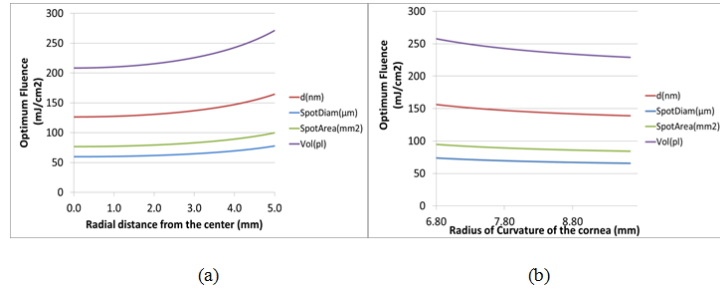 Optimum Fluence
(mJ/cm2)
300
250
200
150
100
50
0
0.0 1.0 2.0 3.0 4.0 5.0
Radial distance from the center (mm)
d(nm)
SpotDiam(µm)
SpotArea(mm2)
Vol(pl)
(a)
Optimum Fluence
(mJ/cm2)
300
250
200
150
100
50
0
6.80 7.80 8.80
Radius of Curvature of the cornea (mm)
d(nm)
SpotDiam(µm)
SpotArea(mm2)
Vol(pl)
(b)